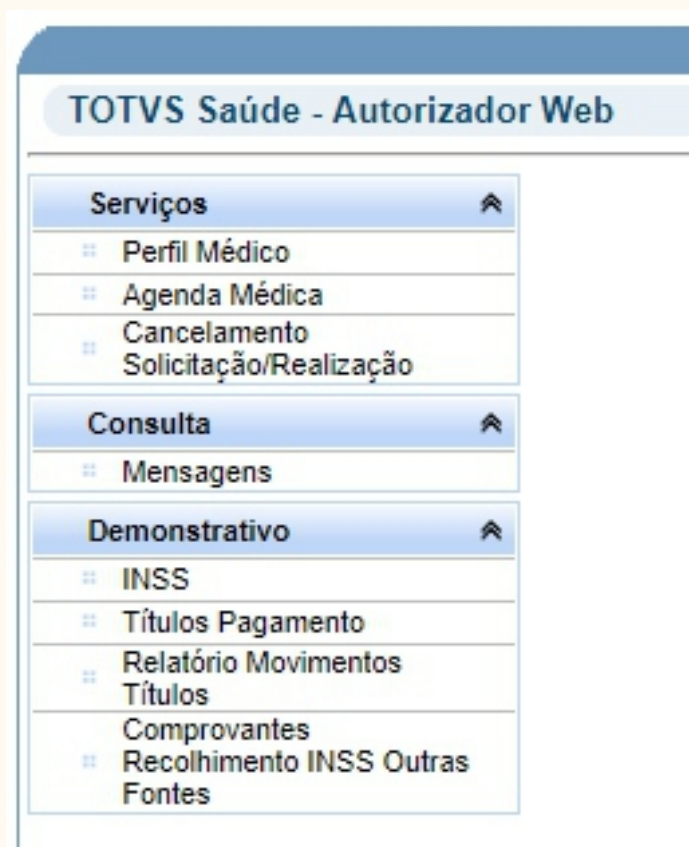 TOTVS Saúde - Autorizador Web
Serviços
Perfil Médico
Agenda Médica
Cancelamento
Solicitação/Realização
Consulta
Mensagens
Demonstrativo
INSS
Títulos Pagamento
Relatório Movimentos
Títulos
Comprovantes
Recolhimento INSS Outras
Fontes